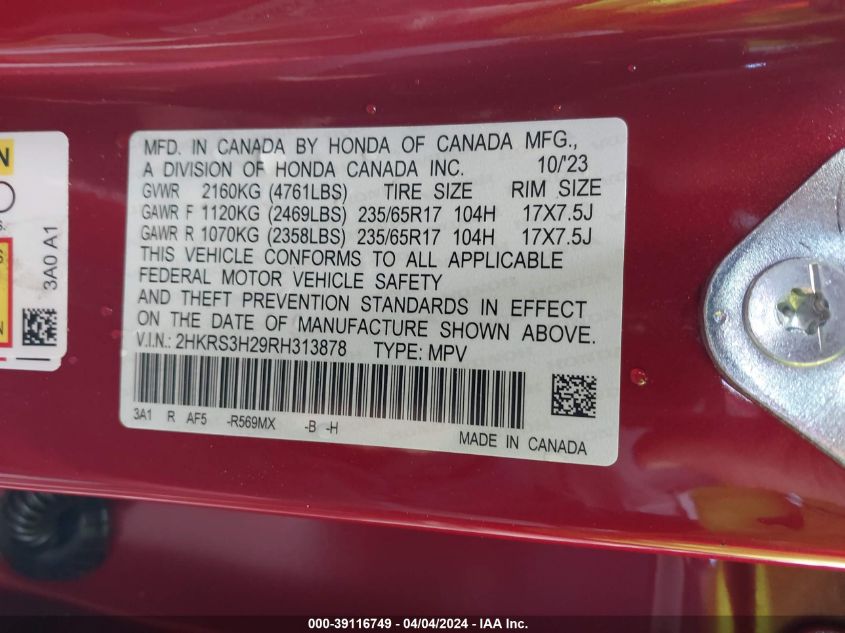 N
O
s.
N
3A0 A1
MFD. IN CANADA BY HONDA OF CANADA MFG.,
A DIVISION OF HONDA CANADA INC. 10/'23
GVWR 2160KG (4761LBS) TIRE SIZE RIM SIZE
GAWR F 1120KG (2469LBS) 235/65R17 104H 17X7.5J
GAWR R 1070KG (2358LBS) 235/65R17 104H 17X7.5J
THIS VEHICLE CONFORMS TO ALL APPLICABLE
FEDERAL MOTOR VEHICLE SAFETY
AND THEFT PREVENTION STANDARDS IN EFFECT
ON THE DATE OF MANUFACTURE SHOWN ABOVE.
V.I.N.: 2HKRS3H29RH313878 TYPE: MPV
3A1 R AF5 -R569MX -B -H
MADE IN CANADA
000-39116749 - 04/04/2024 - IAA Inc.